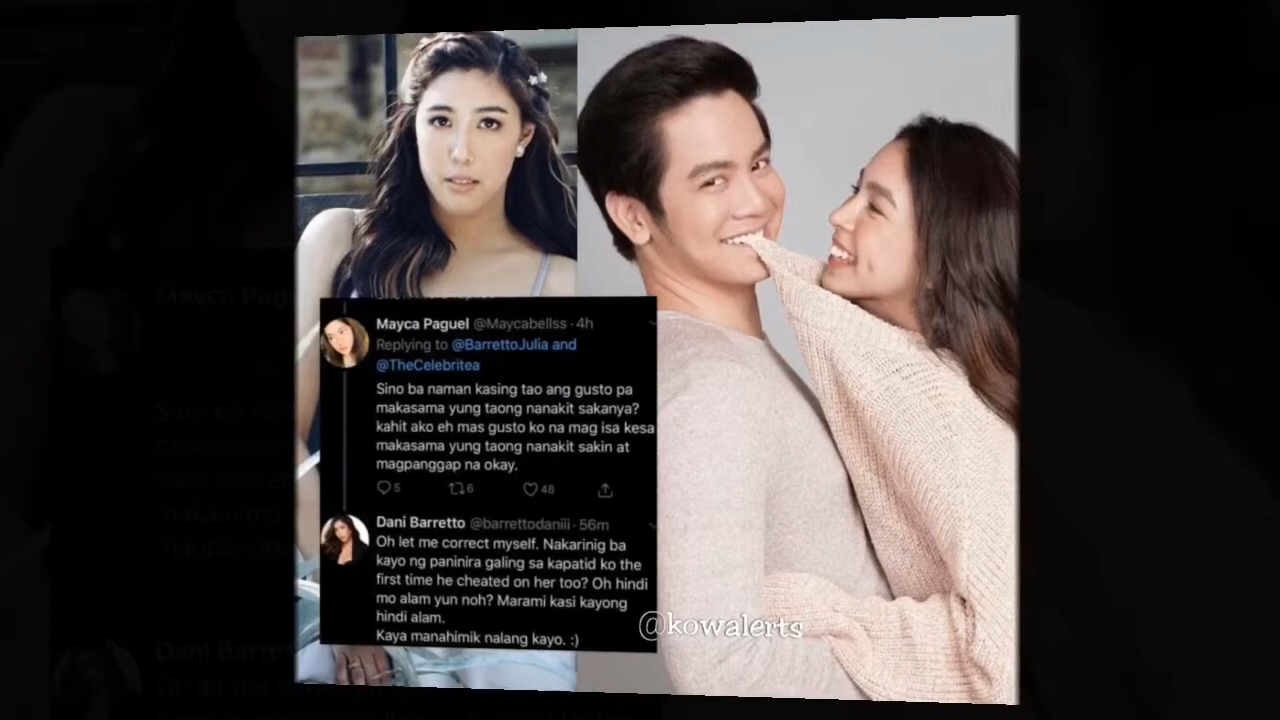 Mayca Paguel @Maycabellss · 4h
Replying to @BarrettoJulia and
@TheCelebritea
Sino ba naman kasing tao ang gusto pa
makasama yung taong nanakit sakanya?
kahit ako eh mas gusto ko na mag isa kesa
makasama yung taong nanakit sakin at
magpanggap na okay.
5 6 48
Dani Barretto @barrettodaniii · 56m
Oh let me correct myself. Nakarinig ba
kayo ng paninira galing sa kapatid ko the
first time he cheated on her too? Oh hindi
mo alam yun noh? Marami kasi kayong
hindi alam.
Kaya manahimik nalang kayo. :)
@kowalerts